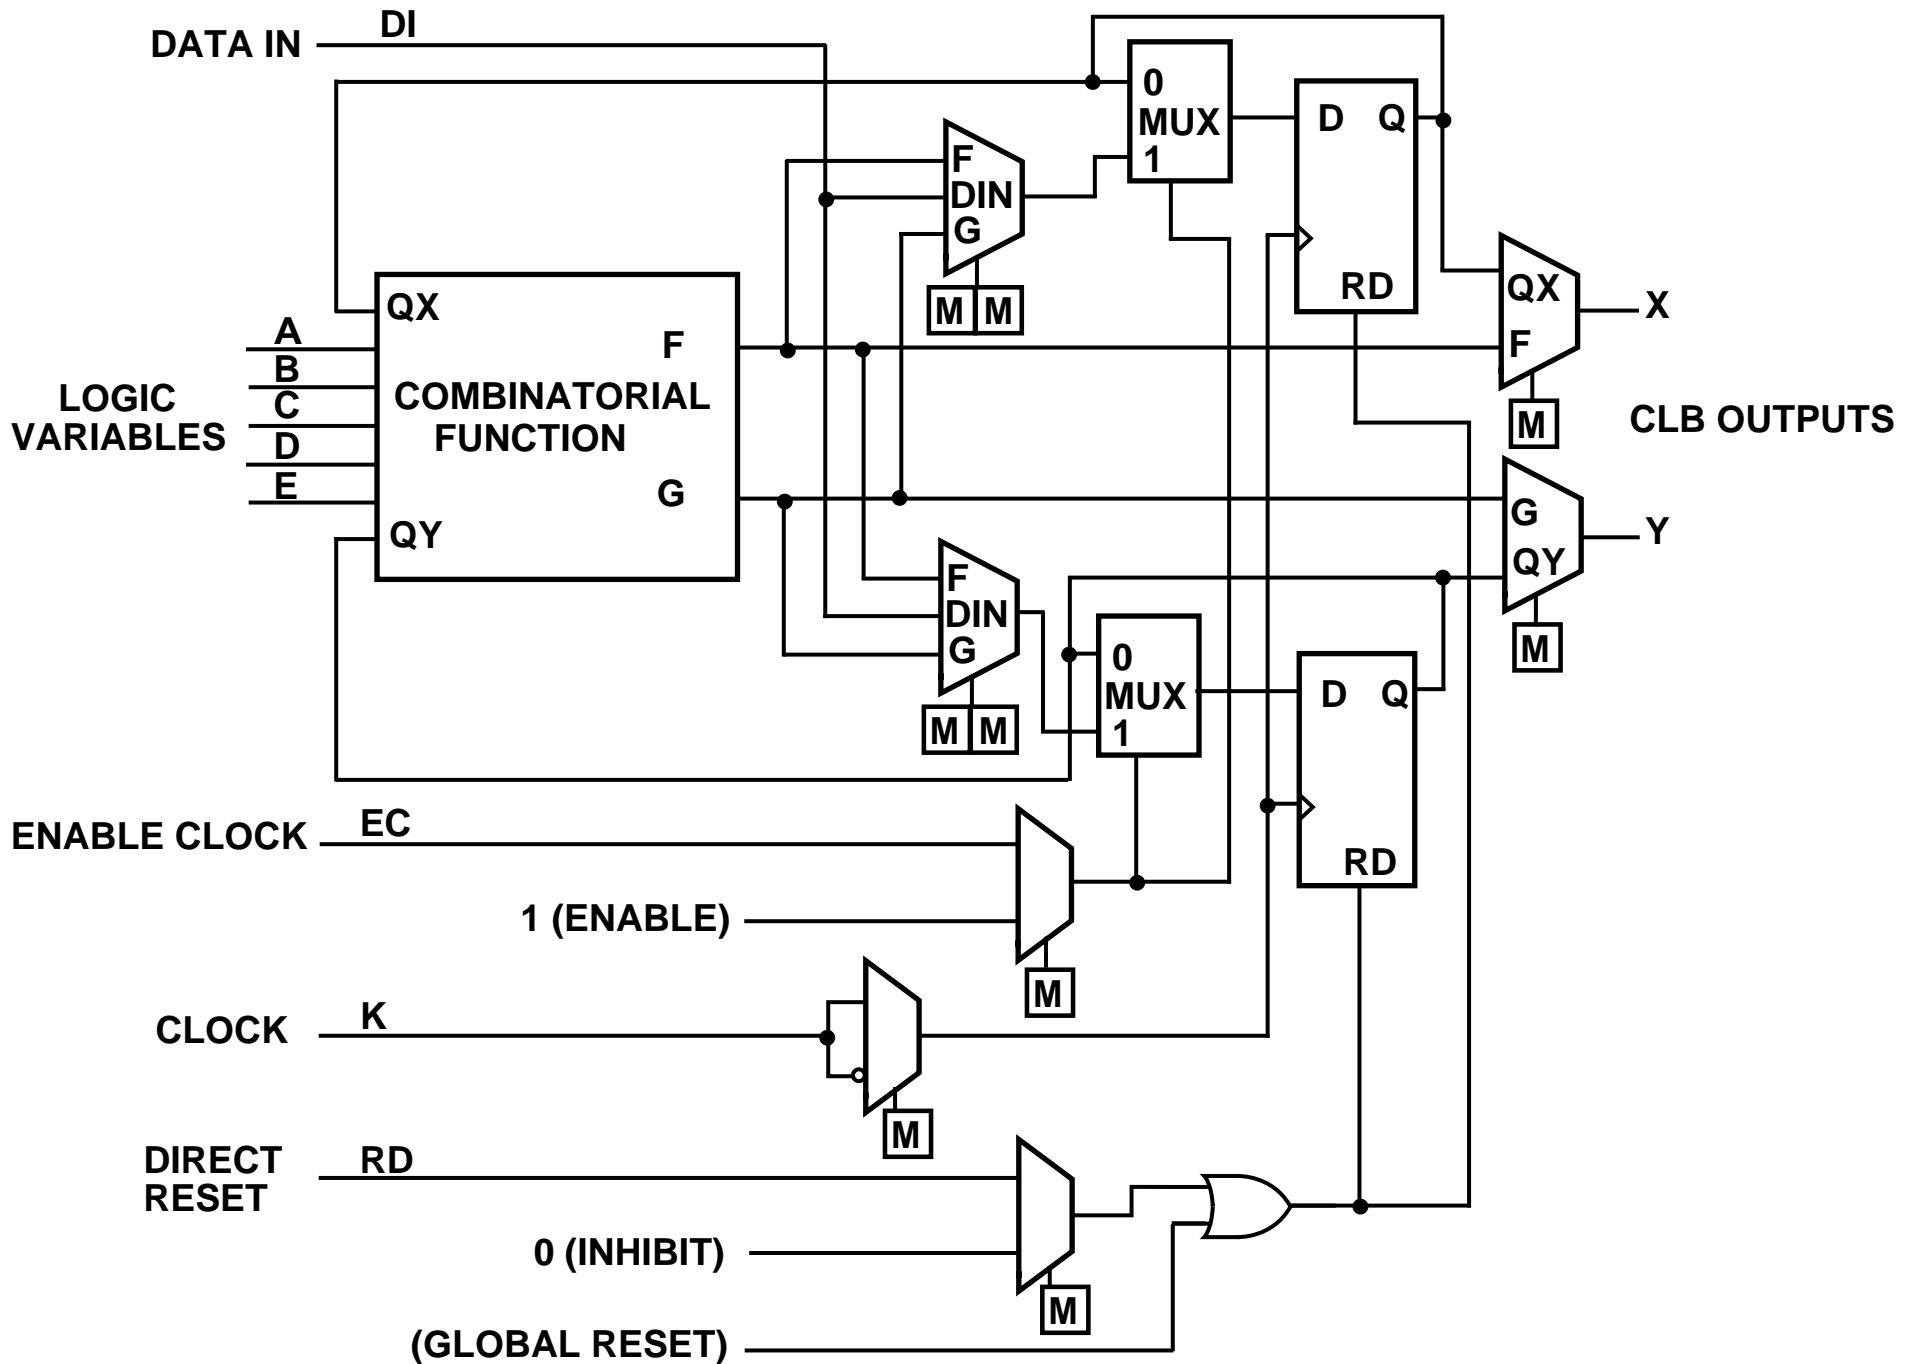 DI
DATA IN
0
MUX
1
D Q
RD
F
DIN
G
M M
QX
F
M
X
QX
A
B
C
D
E
LOGIC
VARIABLES
F
COMBINATORIAL
FUNCTION
G
QY
CLB OUTPUTS
G
QY
M
Y
F
DIN
G
M M
0
MUX
1
D Q
RD
ENABLE CLOCK
EC
1 (ENABLE)
M
CLOCK
K
M
DIRECT
RESET
RD
0 (INHIBIT)
M
(GLOBAL RESET)